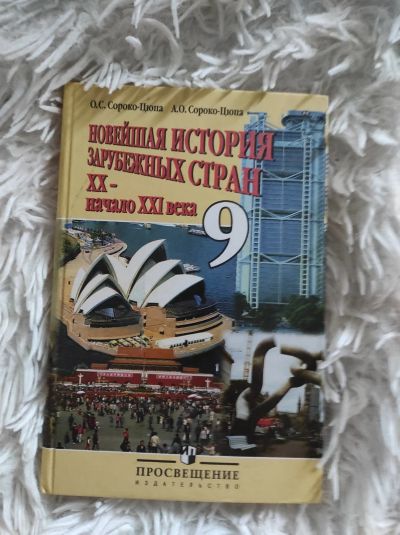 О.С. Сороко-Цюпа А.О. Сороко-Цюпа
НОВЕЙШАЯ ИСТОРИЯ
ЗАРУБЕЖНЫХ СТРАН
XX –
начало XXI века
9
ПРОСВЕЩЕНИЕ
ИЗДАТЕЛЬСТВО